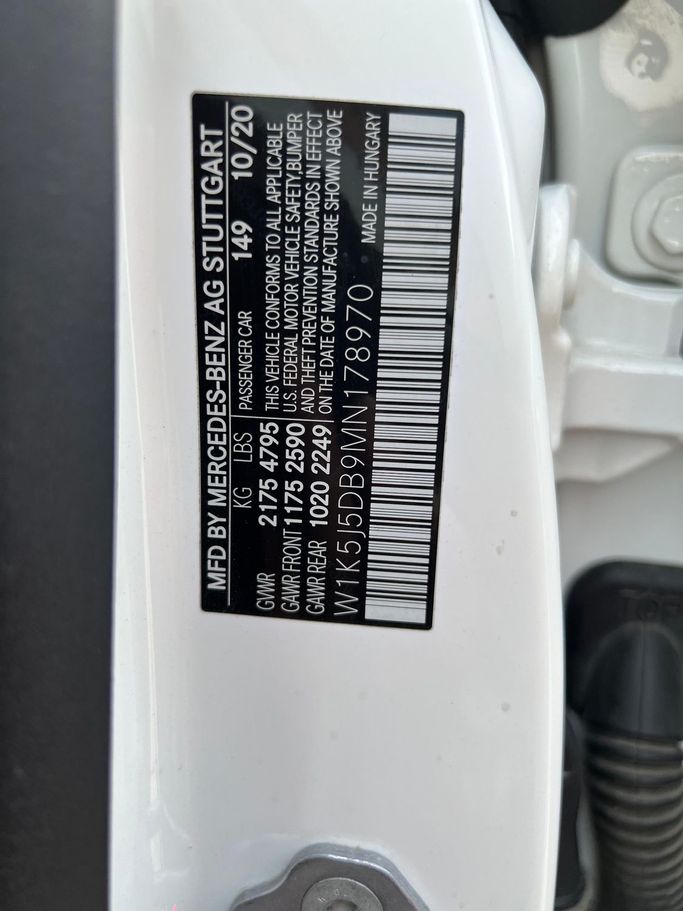 MFD BY MERCEDES-BENZ AG STUTTGART
KG LBS PASSENGER CAR 149 10/20
GVWR 2175 4795 THIS VEHICLE CONFORMS TO ALL APPLICABLE
GAWR FRONT 1175 2590 U.S. FEDERAL MOTOR VEHICLE SAFETY,BUMPER
GAWR REAR 1020 2249 AND THEFT PREVENTION STANDARDS IN EFFECT
ON THE DATE OF MANUFACTURE SHOWN ABOVE
W1K5J5DB9MN178970 MADE IN HUNGARY